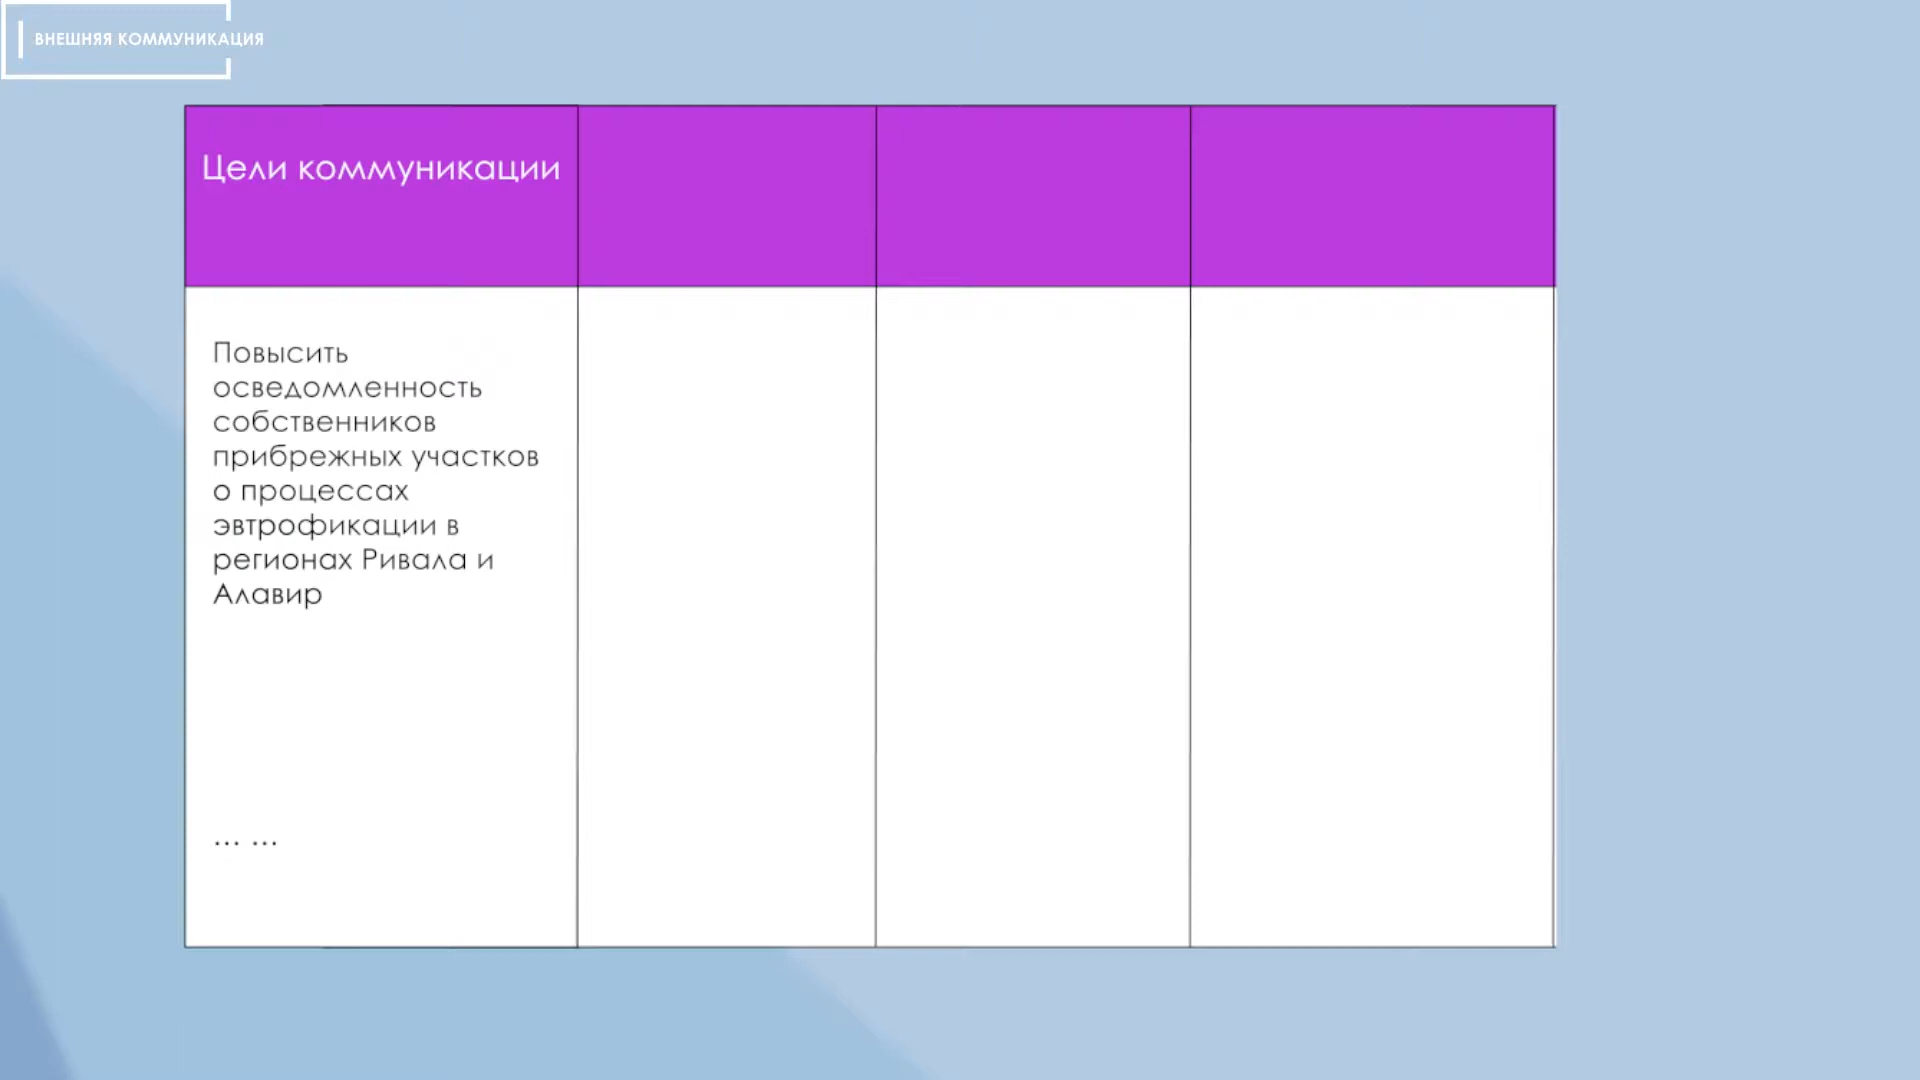 ВНЕШНЯЯ КОММУНИКАЦИЯ
Цели коммуникации
Повысить
осведомленность
собственников
прибрежных участков
о процессах
эвтрофикации в
регионах Ривала и
Алавир
... ...